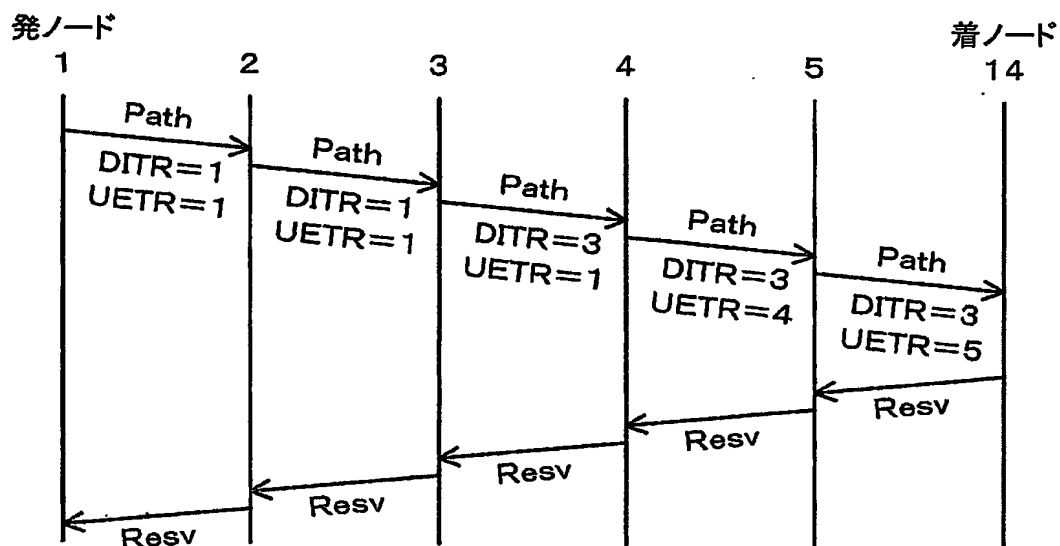 発ノード
着ノード
1
2
3
4
5
14
Path
DITR=1
UETR=1
Path
DITR=1
UETR=1
Path
DITR=3
UETR=1
Path
DITR=3
UETR=4
Path
DITR=3
UETR=5
Resv
Resv
Resv
Resv
Resv